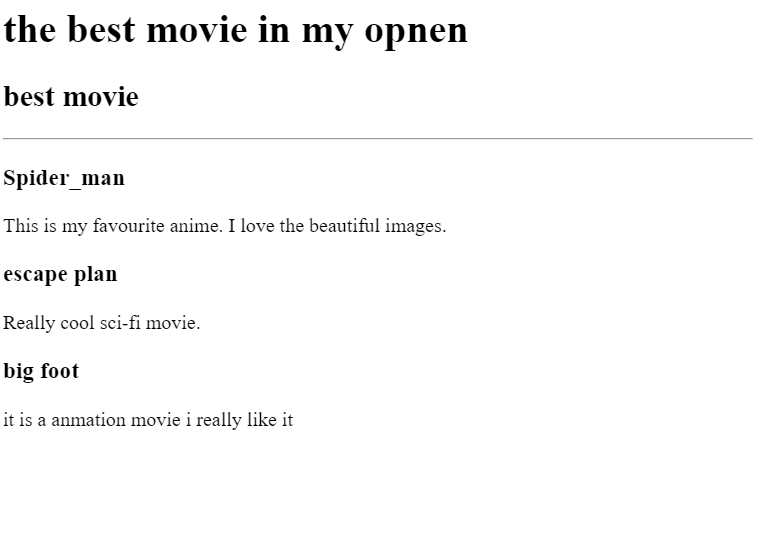 the best movie in my opnen
best movie
Spider_man
This is my favourite anime. I love the beautiful images.
escape plan
Really cool sci-fi movie.
big foot
it is a anmation movie i really like it